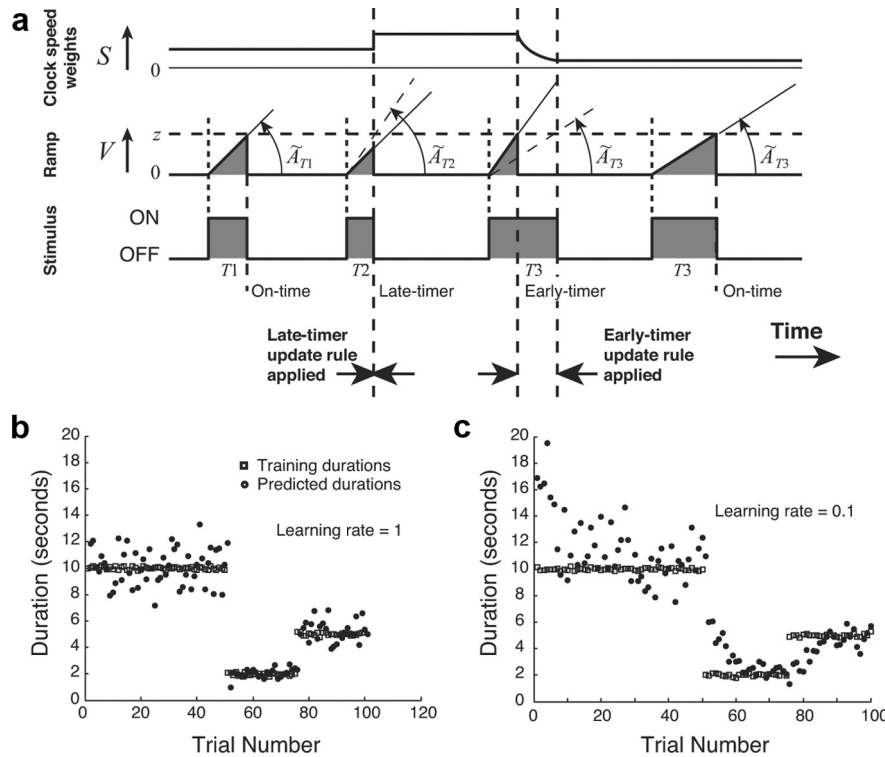 a
Clock speed
weights
S
0
Ramp
V
z
0
ÃT1
ÃT2
ÃT3
ÃT3
Stimulus
ON
OFF
T1
T2
T3
T3
On-time
Late-timer
Early-timer
On-time
Late-timer
update rule
applied
Early-timer
update rule
applied
Time
b
Duration (seconds)
20
18
16
14
12
10
8
6
4
2
0
Training durations
Predicted durations
Learning rate = 1
0
20
40
60
80
100
120
Trial Number
c
Duration (seconds)
20
18
16
14
12
10
8
6
4
2
0
Learning rate = 0.1
0
20
40
60
80
100
Trial Number